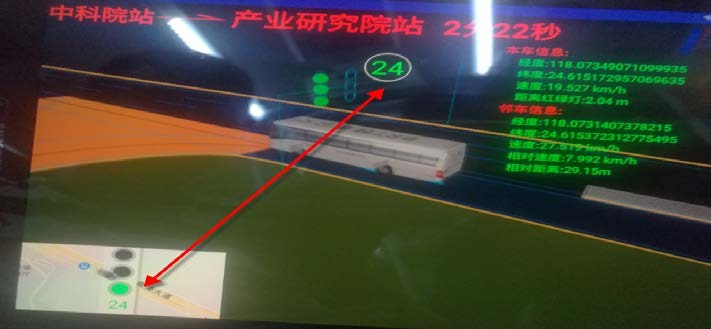 中科院站——产业研究院站 2分22秒
24
本车信息:
经度:118.07349071099935
纬度:24.615172957069635
速度:19.527 km/h
距离红绿灯:2.04 m
邻车信息:
经度:118.0731407378215
纬度:24.615372312775495
速度:27.519 km/h
相对速度:7.992 km/h
相对距离:29.15m
24
大道